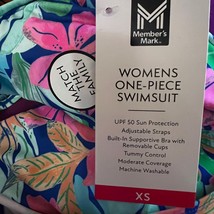 MATCH
THE
FAMILY
Member's
Mark™
WOMENS
ONE-PIECE
SWIMSUIT
UPF 50 Sun Protection
Adjustable Straps
Built-In Supportive Bra with
Removable Cups
Tummy Control
Moderate Coverage
Machine Washable
XS